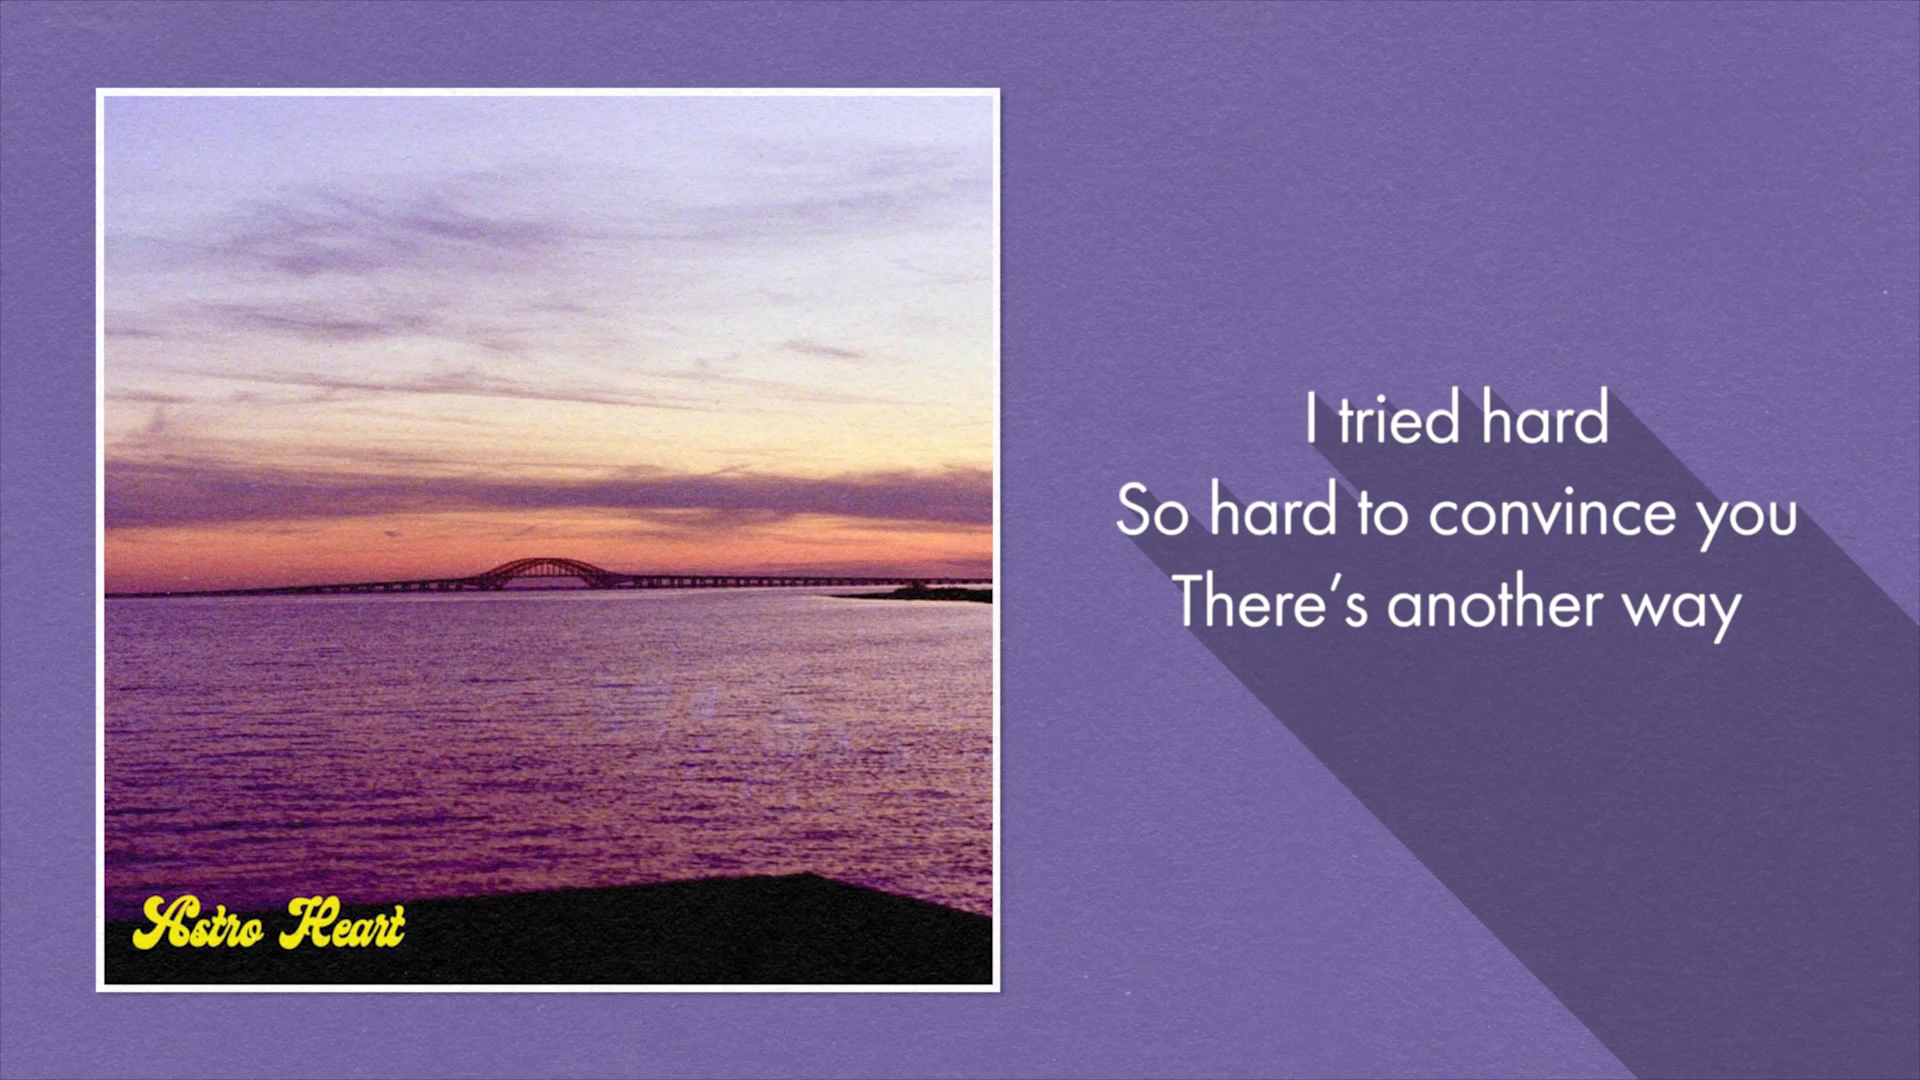 Astro Heart
I tried hard
So hard to convince you
There's another way